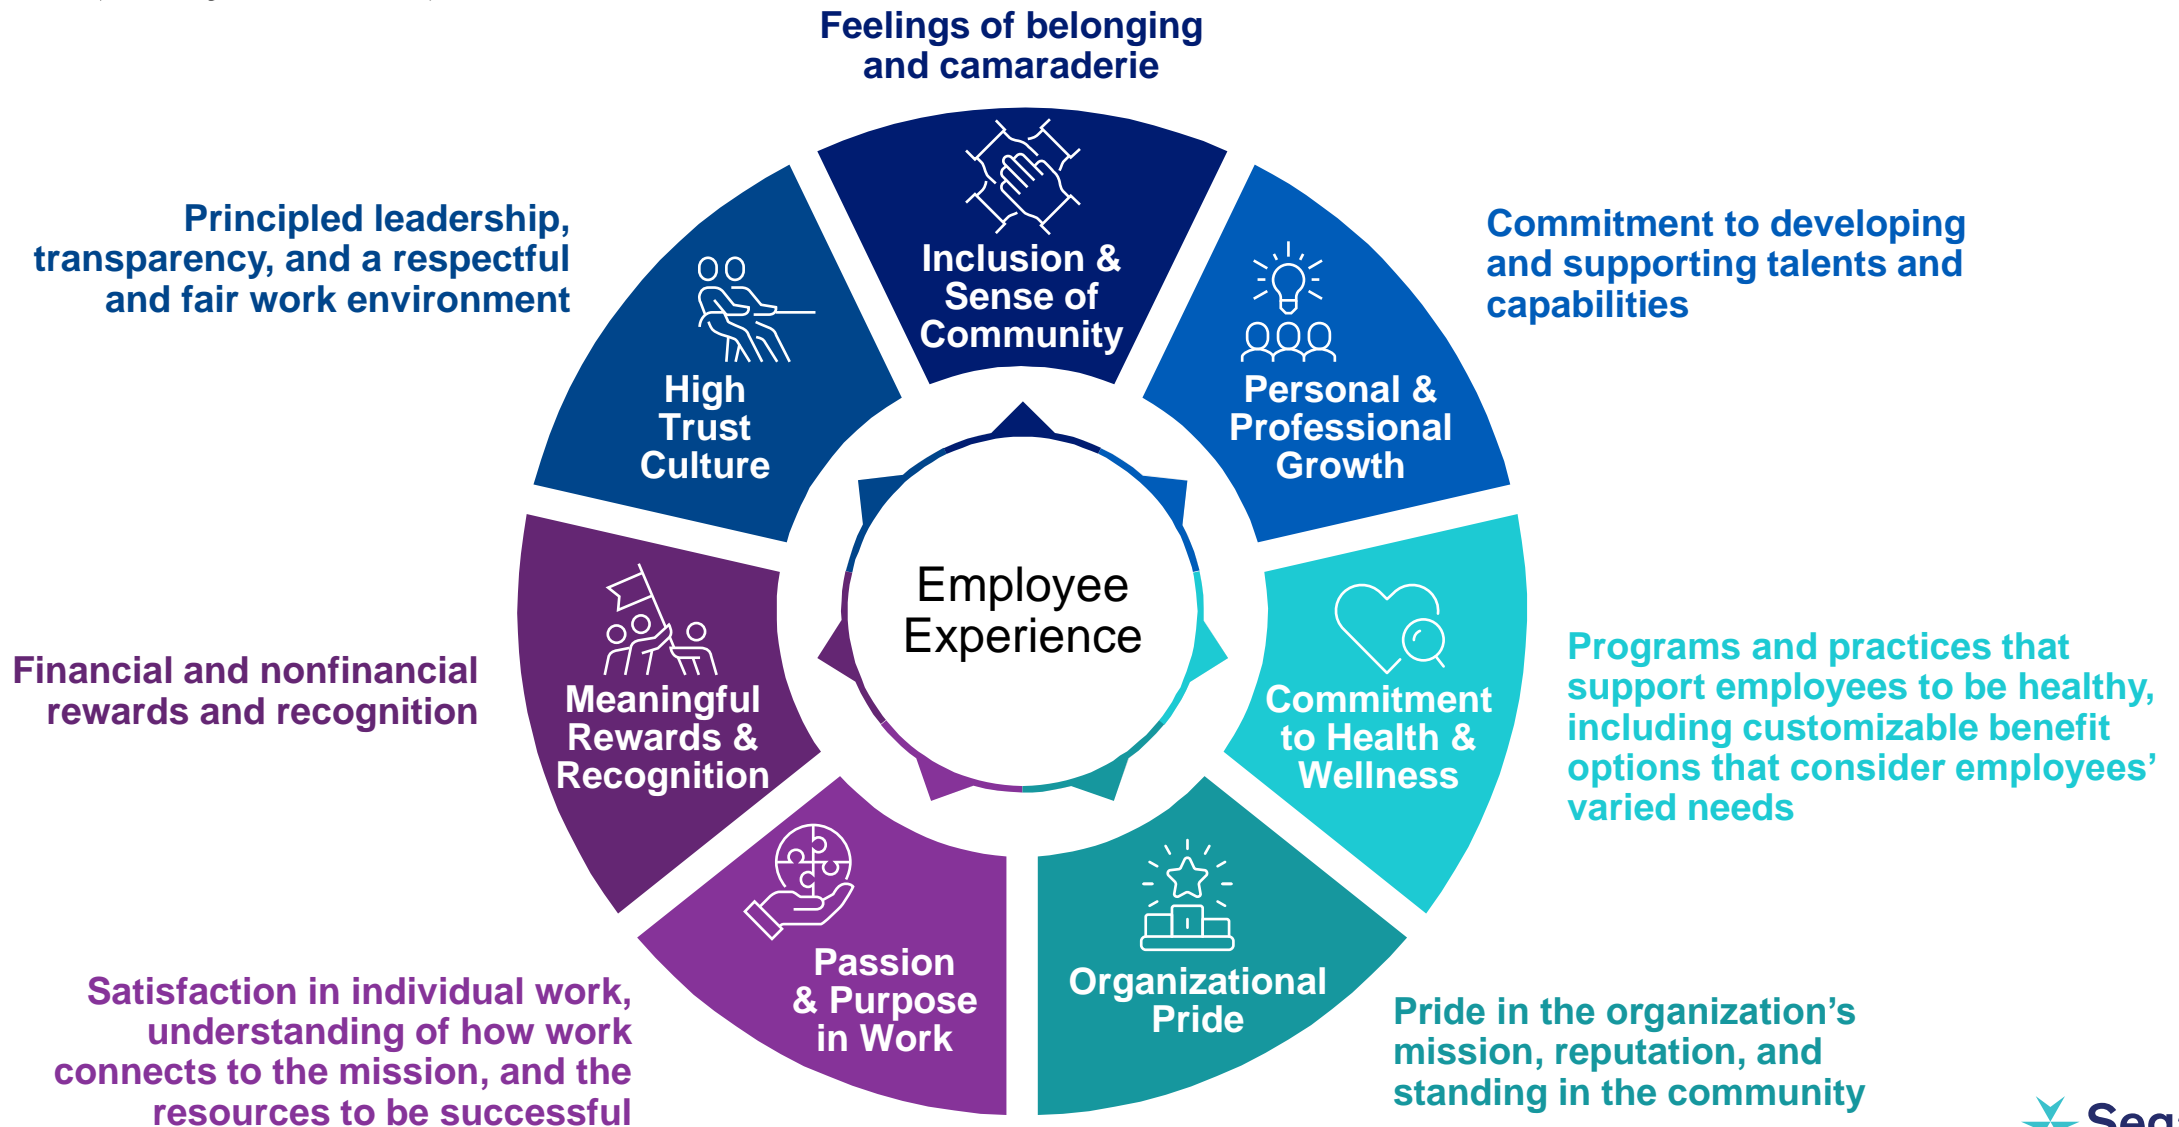 Feelings of belonging
and camaraderie
Inclusion &
Sense of
Community
Commitment to developing
and supporting talents and
capabilities
Personal &
Professional
Growth
Programs and practices that
support employees to be healthy,
including customizable benefit
options that consider employees’
varied needs
Commitment
to Health &
Wellness
Pride in the organization’s
mission, reputation, and
standing in the community
Organizational
Pride
Satisfaction in individual work,
understanding of how work
connects to the mission, and the
resources to be successful
Passion
& Purpose
in Work
Financial and nonfinancial
rewards and recognition
Meaningful
Rewards &
Recognition
Principled leadership,
transparency, and a respectful
and fair work environment
High
Trust
Culture
Employee
Experience